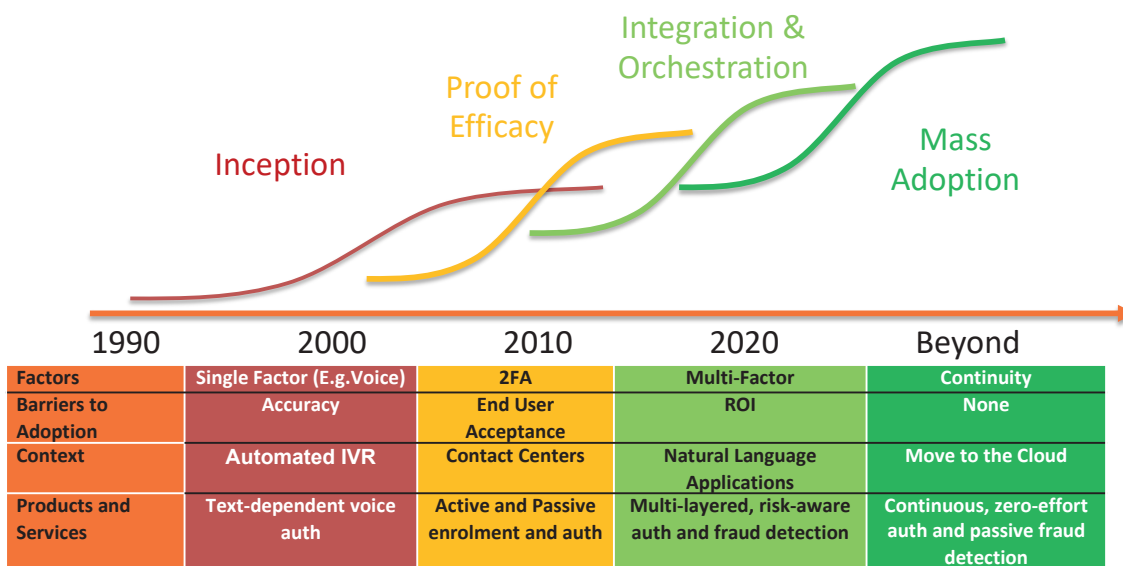 Integration &
Orchestration
Proof of
Efficacy
Inception
Mass
Adoption
1990 2000 2010 2020 Beyond
Factors Single Factor (E.g.Voice) 2FA Multi-Factor Continuity
Barriers to
Adoption
Accuracy
End User
Acceptance
ROI
None
Context
Automated IVR
Contact Centers
Natural Language
Applications
Move to the Cloud
Products and
Services
Text-dependent voice
auth
Active and Passive
enrolment and auth
Multi-layered, risk-aware
auth and fraud detection
Continuous, zero-effort
auth and passive fraud
detection